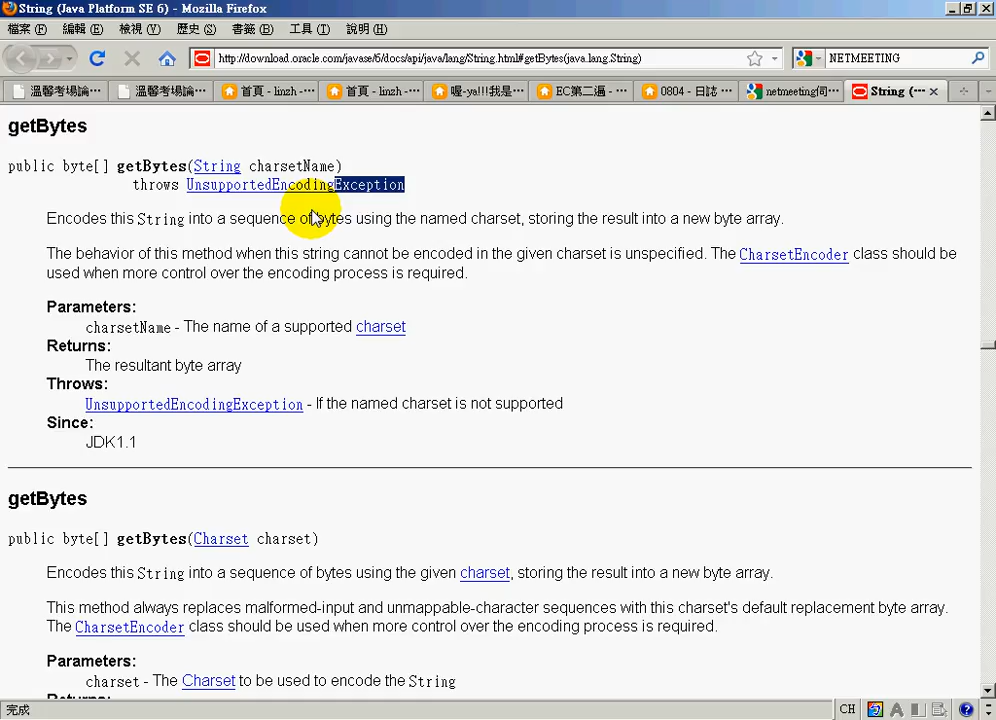 String (Java Platform SE 6) - Mozilla Firefox
檔案(F) 編輯(E) 檢視(V) 歷史(S) 書籤(B) 工具(T) 說明(H)
http://download.oracle.com/javase/6/docs/api/java/lang/String.html#getBytes(java.lang.String) NETMEETING
溫馨考場論… 溫馨考場論… 首頁 - linzh -… 首頁 - linzh -… 喔-ya!!!我是… EC第二遍 - … 0804 - 日誌 … netmeeting伺… String (…
getBytes
public byte[] getBytes(String charsetName)
throws UnsupportedEncodingException
Encodes this String into a sequence of bytes using the named charset, storing the result into a new byte array.
The behavior of this method when this string cannot be encoded in the given charset is unspecified. The CharsetEncoder class should be
used when more control over the encoding process is required.
Parameters:
charsetName - The name of a supported charset
Returns:
The resultant byte array
Throws:
UnsupportedEncodingException - If the named charset is not supported
Since:
JDK1.1
getBytes
public byte[] getBytes(Charset charset)
Encodes this String into a sequence of bytes using the given charset, storing the result into a new byte array.
This method always replaces malformed-input and unmappable-character sequences with this charset's default replacement byte array.
The CharsetEncoder class should be used when more control over the encoding process is required.
Parameters:
charset - The Charset to be used to encode the String
Returns:
完成 CH